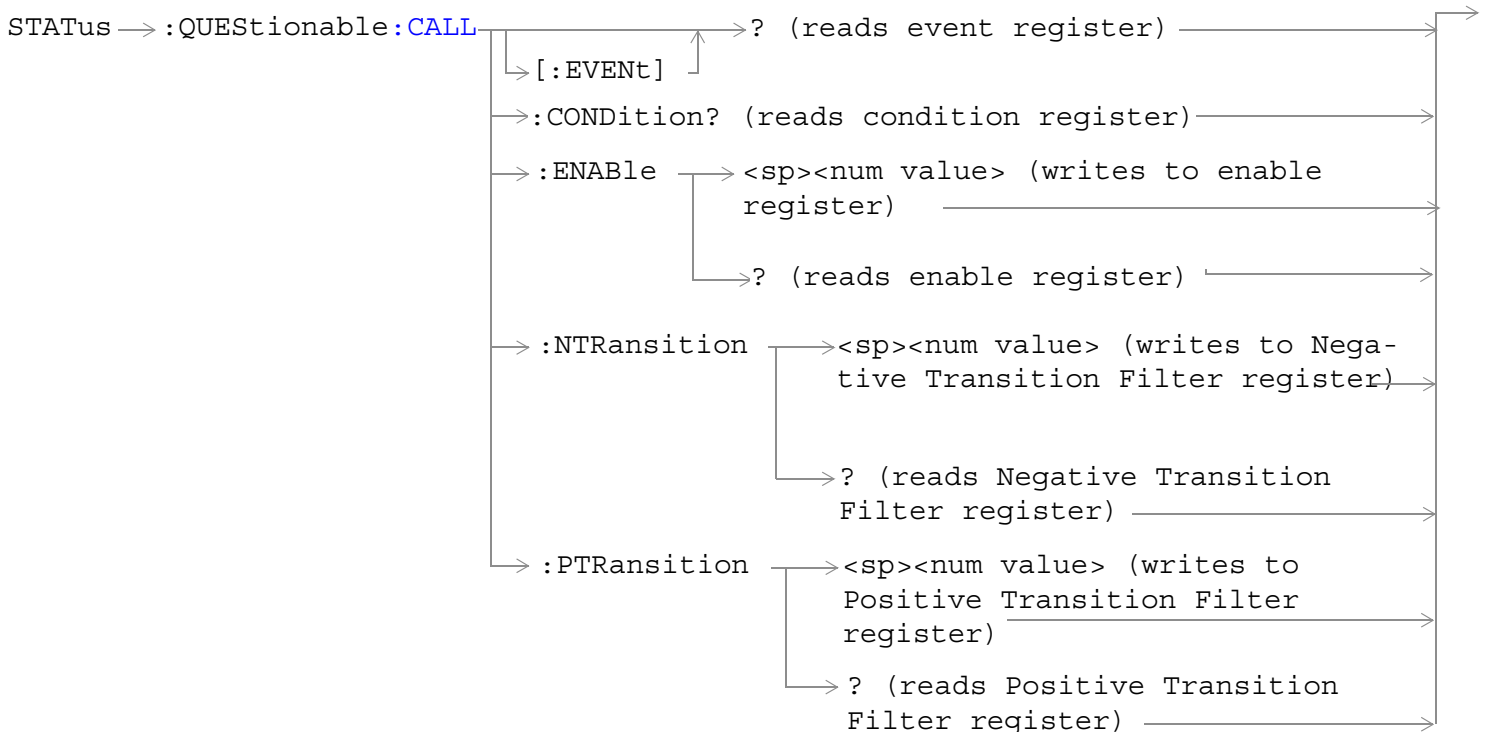 STATus :QUEStionable:CALL ? (reads event register)
[:EVENt]
:CONDition? (reads condition register)
:ENABle <sp><num value> (writes to enable
register)
? (reads enable register)
:NTRansition <sp><num value> (writes to Nega-
tive Transition Filter register)
? (reads Negative Transition
Filter register)
:PTRansition <sp><num value> (writes to
Positive Transition Filter
register)
? (reads Positive Transition
Filter register)